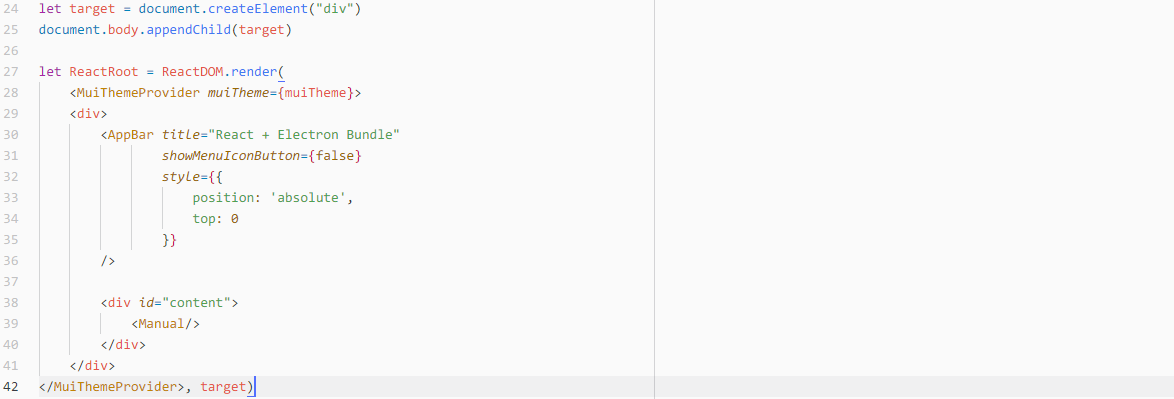 24 let target = document.createElement("div")
25 document.body.appendChild(target)
26
27 let ReactRoot = ReactDOM.render(
28     <MuiThemeProvider muiTheme={muiTheme}>
29     <div>
30         <AppBar title="React + Electron Bundle"
31                 showMenuIconButton={false}
32                 style={{
33                     position: 'absolute',
34                     top: 0
35                 }}
36         />
37
38         <div id="content">
39             <Manual/>
40         </div>
41     </div>
42 </MuiThemeProvider>, target)